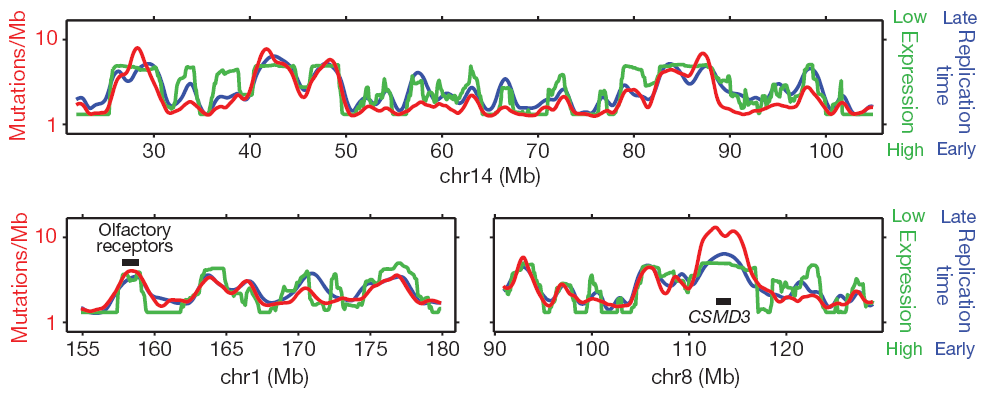 Mutations/Mb
10
1
30 40 50 60 70 80 90 100
chr14 (Mb)
Low Late
Expression
Replication
time
High Early
Mutations/Mb
10
1
Olfactory
receptors
155 160 165 170 175 180
chr1 (Mb)
CSMD3
90 100 110 120
chr8 (Mb)
Low Late
Expression
Replication
time
High Early